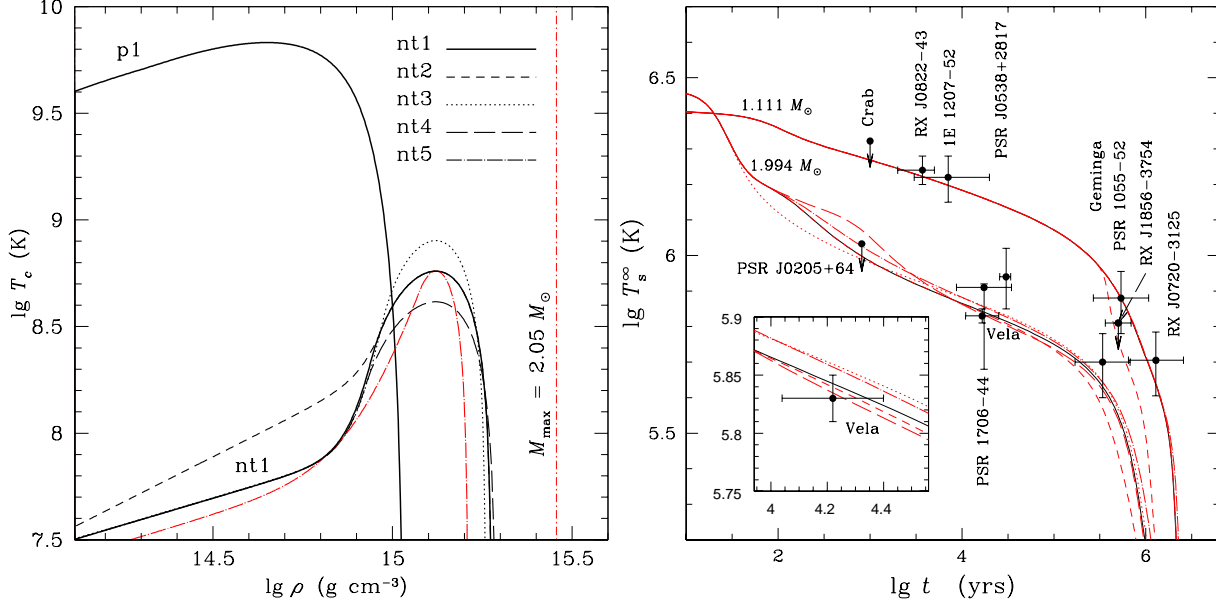 10
9.5
9
8.5
8
7.5
lg T_c (K)
p1
nt1
nt1
nt2
nt3
nt4
nt5
M_max = 2.05 M_⊙
14.5
15
15.5
lg ρ (g cm⁻³)
6.5
6
5.5
lg T_s^∞ (K)
1.111 M_⊙
1.994 M_⊙
Crab
RX J0822−43
1E 1207−52
PSR J0538+2817
PSR J0205+64
Geminga
PSR 1055−52
RX J1856−3754
RX J0720−3125
Vela
PSR 1706−44
5.9
5.85
5.8
5.75
Vela
4
4.2
4.4
2
4
6
lg t (yrs)